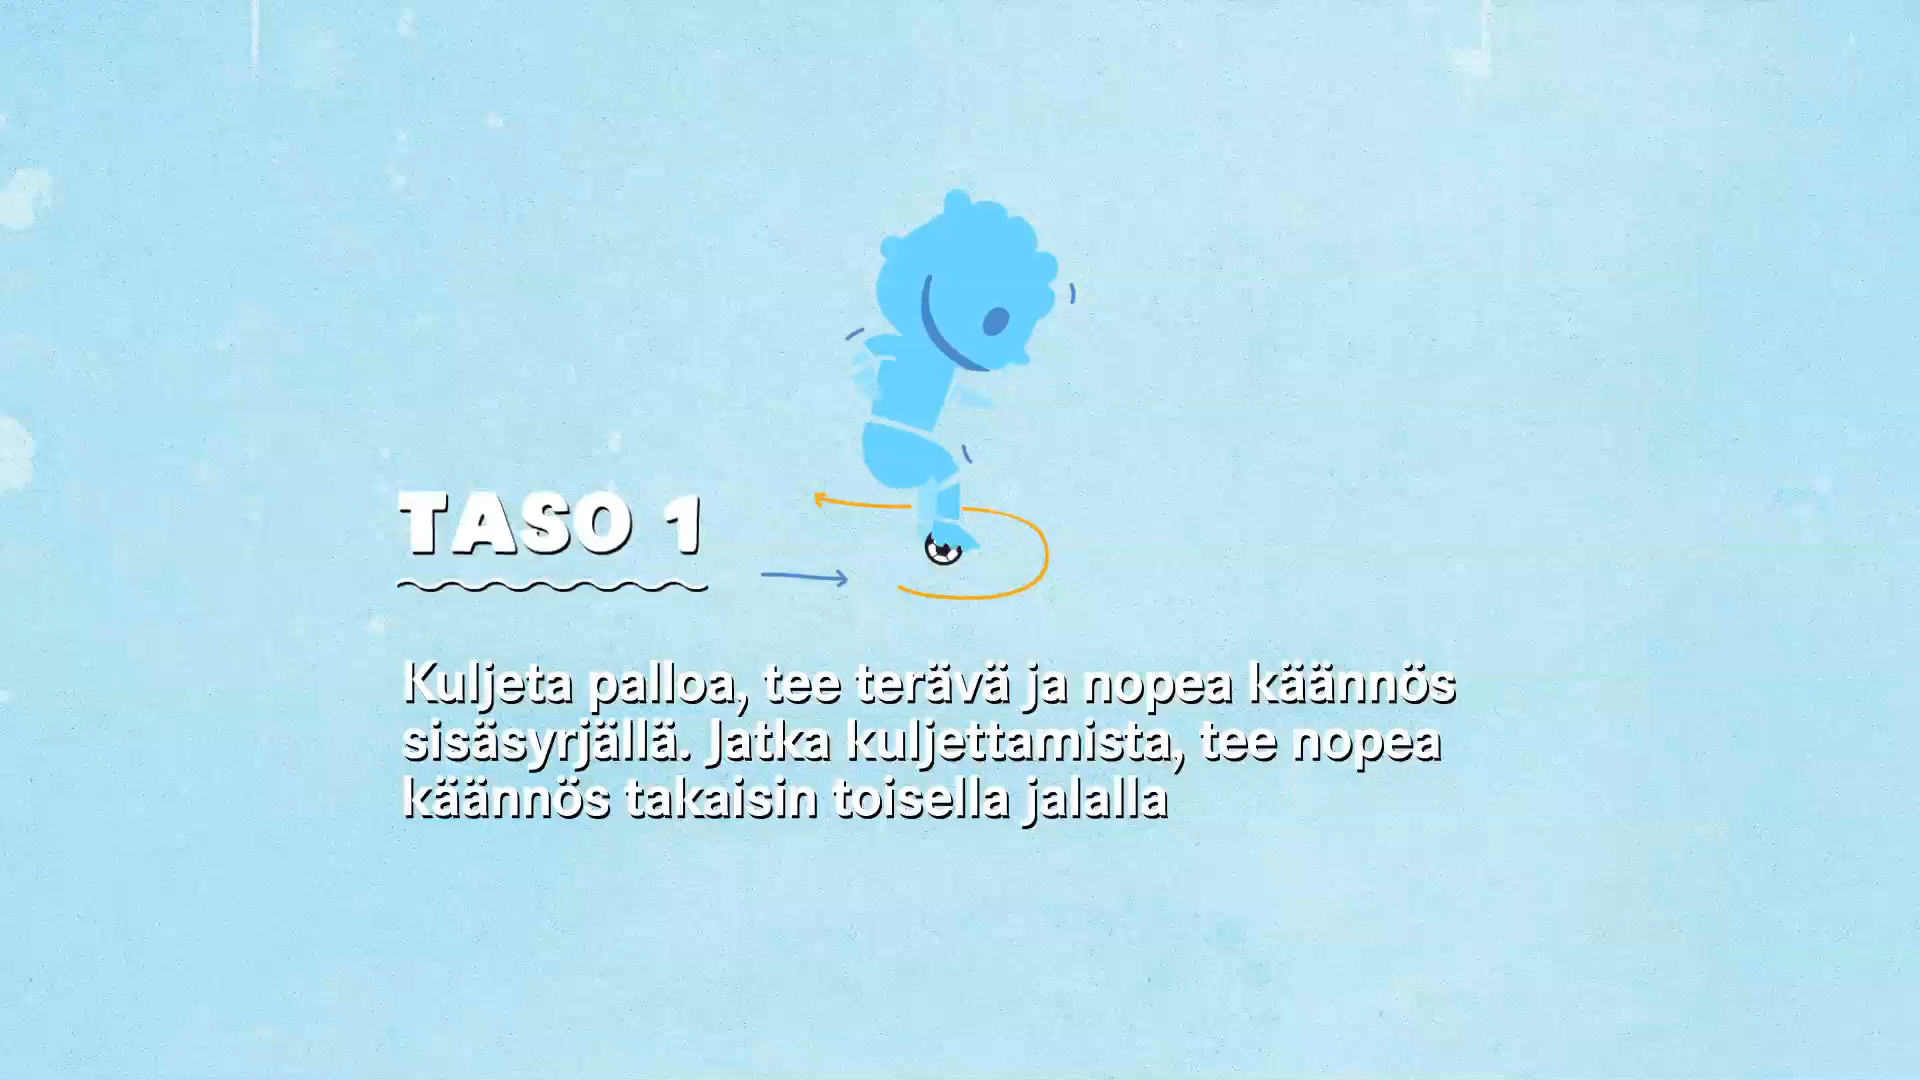 TASO 1
Kuljeta palloa, tee terävä ja nopea käännös
sisäsyrjällä. Jatka kuljettamista, tee nopea
käännös takaisin toisella jalalla